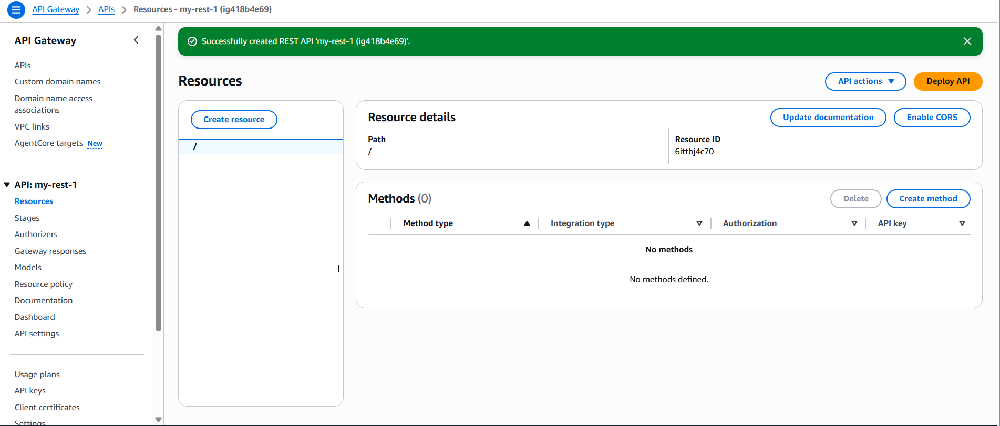 API Gateway > APIs > Resources - my-rest-1 (ig418b4e69)
API Gateway
APIs
Custom domain names
Domain name access
associations
VPC links
AgentCore targets New
API: my-rest-1
Resources
Stages
Authorizers
Gateway responses
Models
Resource policy
Documentation
Dashboard
API settings
Usage plans
API keys
Client certificates
Settings
Successfully created REST API 'my-rest-1 (ig418b4e69)'.
Resources
API actions
Deploy API
Create resource
/
Resource details
Update documentation
Enable CORS
Path
/
Resource ID
6ittbj4c70
Methods (0)
Delete
Create method
Method type
Integration type
Authorization
API key
No methods
No methods defined.